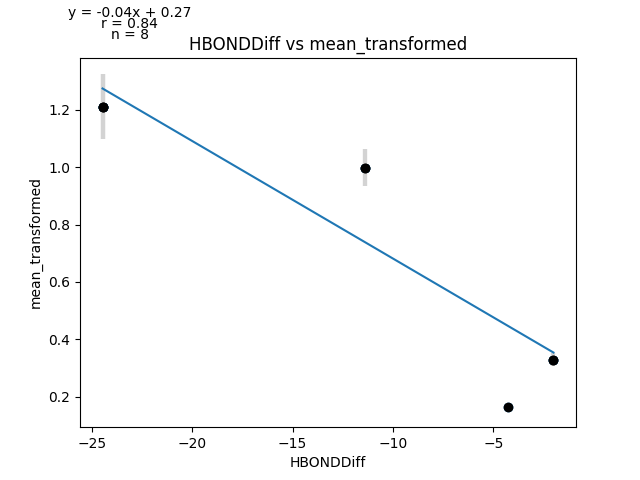 y = -0.04x + 0.27
r = 0.84
n = 8
HBONDDiff vs mean_transformed
mean_transformed
1.2
1.0
0.8
0.6
0.4
0.2
−25
−20
−15
−10
−5
HBONDDiff